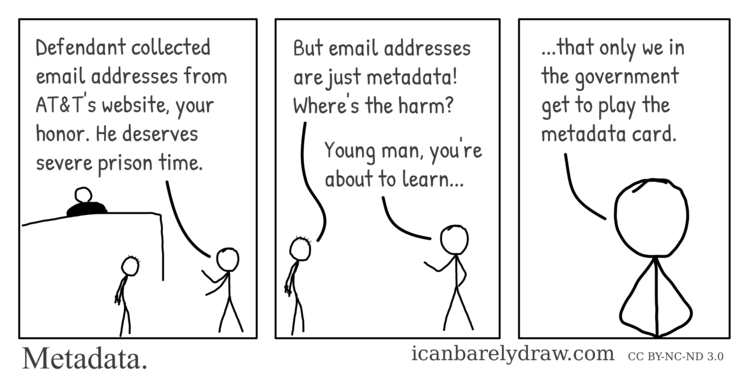 Defendant collected
email addresses from
AT&T's website, your
honor. He deserves
severe prison time.
But email addresses
are just metadata!
Where's the harm?
Young man, you're
about to learn...
...that only we in
the government
get to play the
metadata card.
Metadata.
icanbarelydraw.com CC BY-NC-ND 3.0